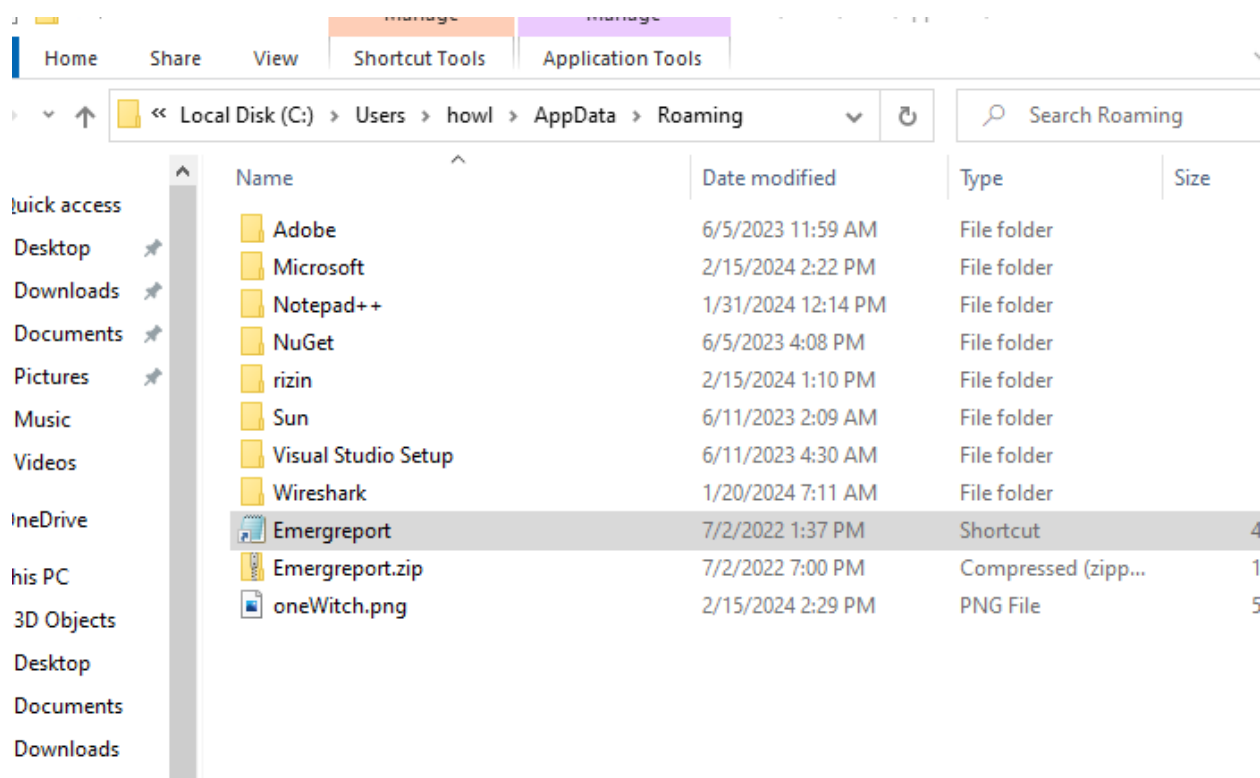 Home Share View Shortcut Tools Application Tools
« Local Disk (C:) > Users > howl > AppData > Roaming Search Roaming
Name Date modified Type Size
Quick access
Desktop
Downloads
Documents
Pictures
Music
Videos
OneDrive
This PC
3D Objects
Desktop
Documents
Downloads
Adobe 6/5/2023 11:59 AM File folder
Microsoft 2/15/2024 2:22 PM File folder
Notepad++ 1/31/2024 12:14 PM File folder
NuGet 6/5/2023 4:08 PM File folder
rizin 2/15/2024 1:10 PM File folder
Sun 6/11/2023 2:09 AM File folder
Visual Studio Setup 6/11/2023 4:30 AM File folder
Wireshark 1/20/2024 7:11 AM File folder
Emergreport 7/2/2022 1:37 PM Shortcut 4
Emergreport.zip 7/2/2022 7:00 PM Compressed (zipp... 1
oneWitch.png 2/15/2024 2:29 PM PNG File 5